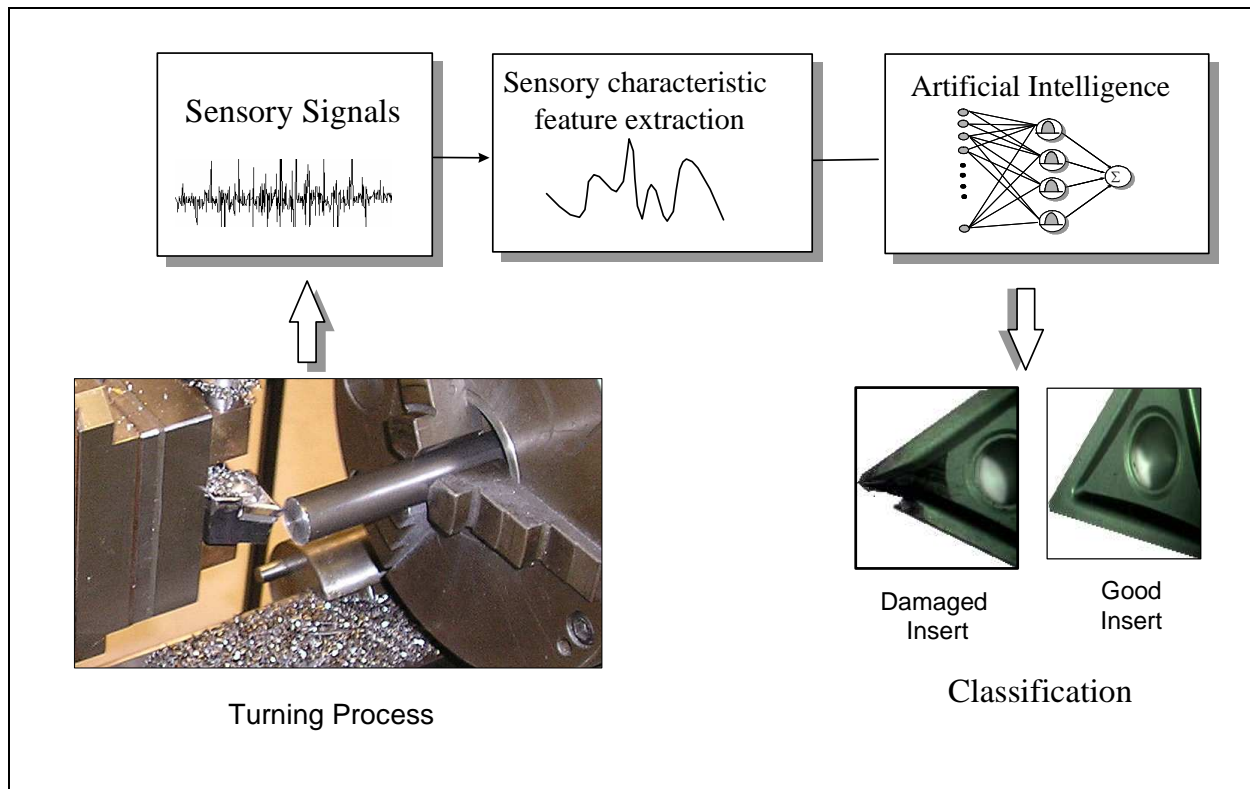 Sensory Signals
Sensory characteristic
feature extraction
Artificial Intelligence
Σ
Turning Process
Damaged
Insert
Good
Insert
Classification